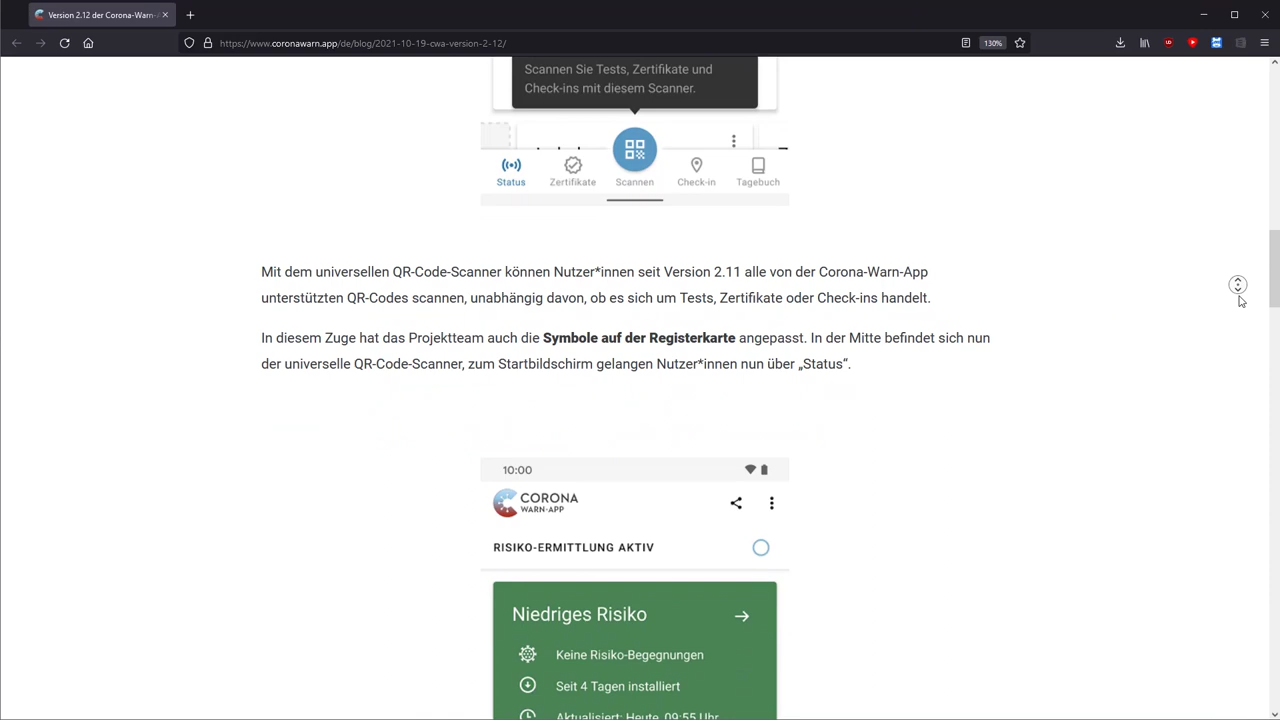 Version 2.12 der Corona-Warn-A
https://www.coronawarn.app/de/blog/2021-10-19-cwa-version-2-12/
130%
Scannen Sie Tests, Zertifikate und
Check-ins mit diesem Scanner.
Status
Zertifikate
Scannen
Check-in
Tagebuch
Mit dem universellen QR-Code-Scanner können Nutzer*innen seit Version 2.11 alle von der Corona-Warn-App
unterstützten QR-Codes scannen, unabhängig davon, ob es sich um Tests, Zertifikate oder Check-ins handelt.
In diesem Zuge hat das Projektteam auch die Symbole auf der Registerkarte angepasst. In der Mitte befindet sich nun
der universelle QR-Code-Scanner, zum Startbildschirm gelangen Nutzer*innen nun über „Status“.
10:00
CORONA
WARN-APP
RISIKO-ERMITTLUNG AKTIV
Niedriges Risiko
Keine Risiko-Begegnungen
Seit 4 Tagen installiert
Aktualisiert: Heute, 09:55 Uhr